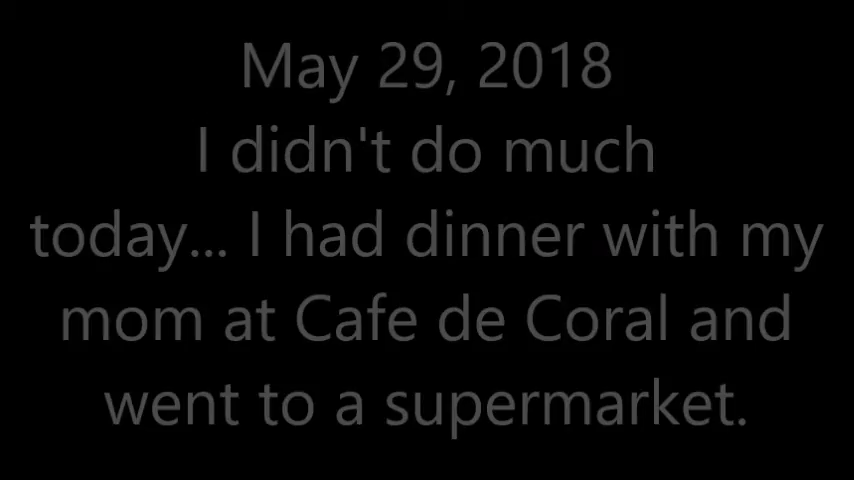 May 29, 2018
I didn't do much
today... I had dinner with my
mom at Cafe de Coral and
went to a supermarket.